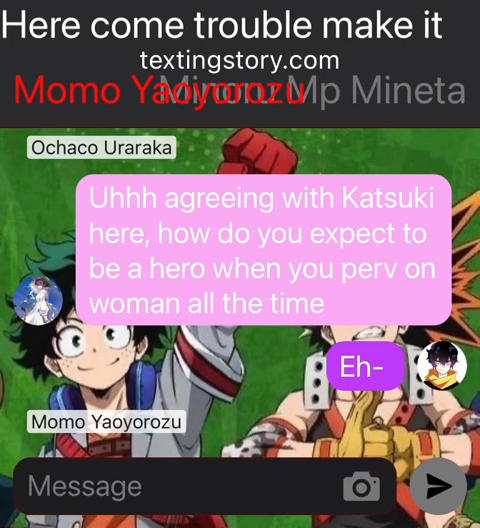 Here come trouble make it
textingstory.com
Momo Yaoyorozu Minoru Mp Mineta
Ochaco Uraraka
Uhhh agreeing with Katsuki
here, how do you expect to
be a hero when you perv on
woman all the time
Eh-
Momo Yaoyorozu
Message